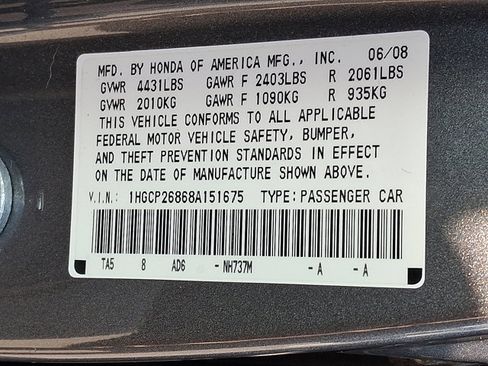 MFD. BY HONDA OF AMERICA MFG., INC. 06/08
GVWR 4431LBS GAWR F 2403LBS R 2061LBS
GVWR 2010KG GAWR F 1090KG R 935KG
THIS VEHICLE CONFORMS TO ALL APPLICABLE
FEDERAL MOTOR VEHICLE SAFETY, BUMPER,
AND THEFT PREVENTION STANDARDS IN EFFECT
ON THE DATE OF MANUFACTURE SHOWN ABOVE.
V.I.N.: 1HGCP26868A151675 TYPE: PASSENGER CAR
TA5 8 AD6 - NH737M - A - A